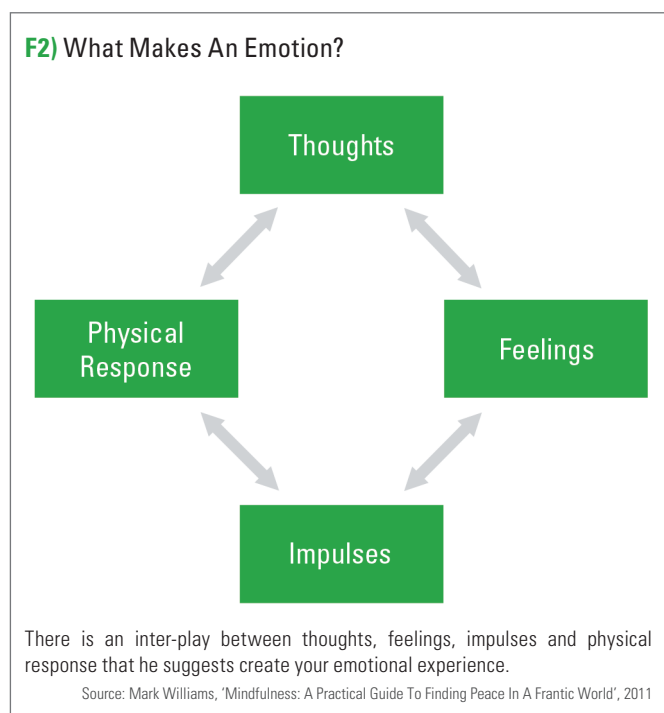 F2) What Makes An Emotion?
Thoughts
Physical
Response
Feelings
Impulses
There is an inter-play between thoughts, feelings, impulses and physical
response that he suggests create your emotional experience.
Source: Mark Williams, ‘Mindfulness: A Practical Guide To Finding Peace In A Frantic World’, 2011